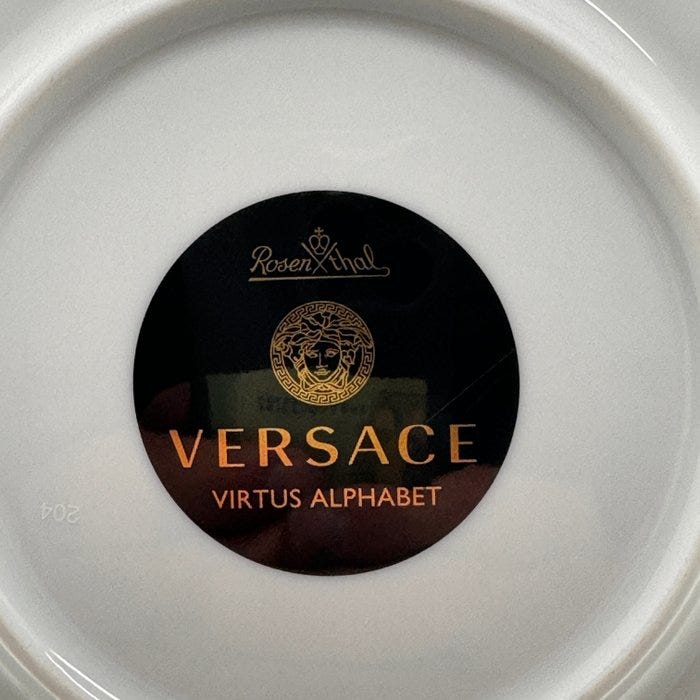 Rosenthal
VERSACE
VIRTUS ALPHABET
204